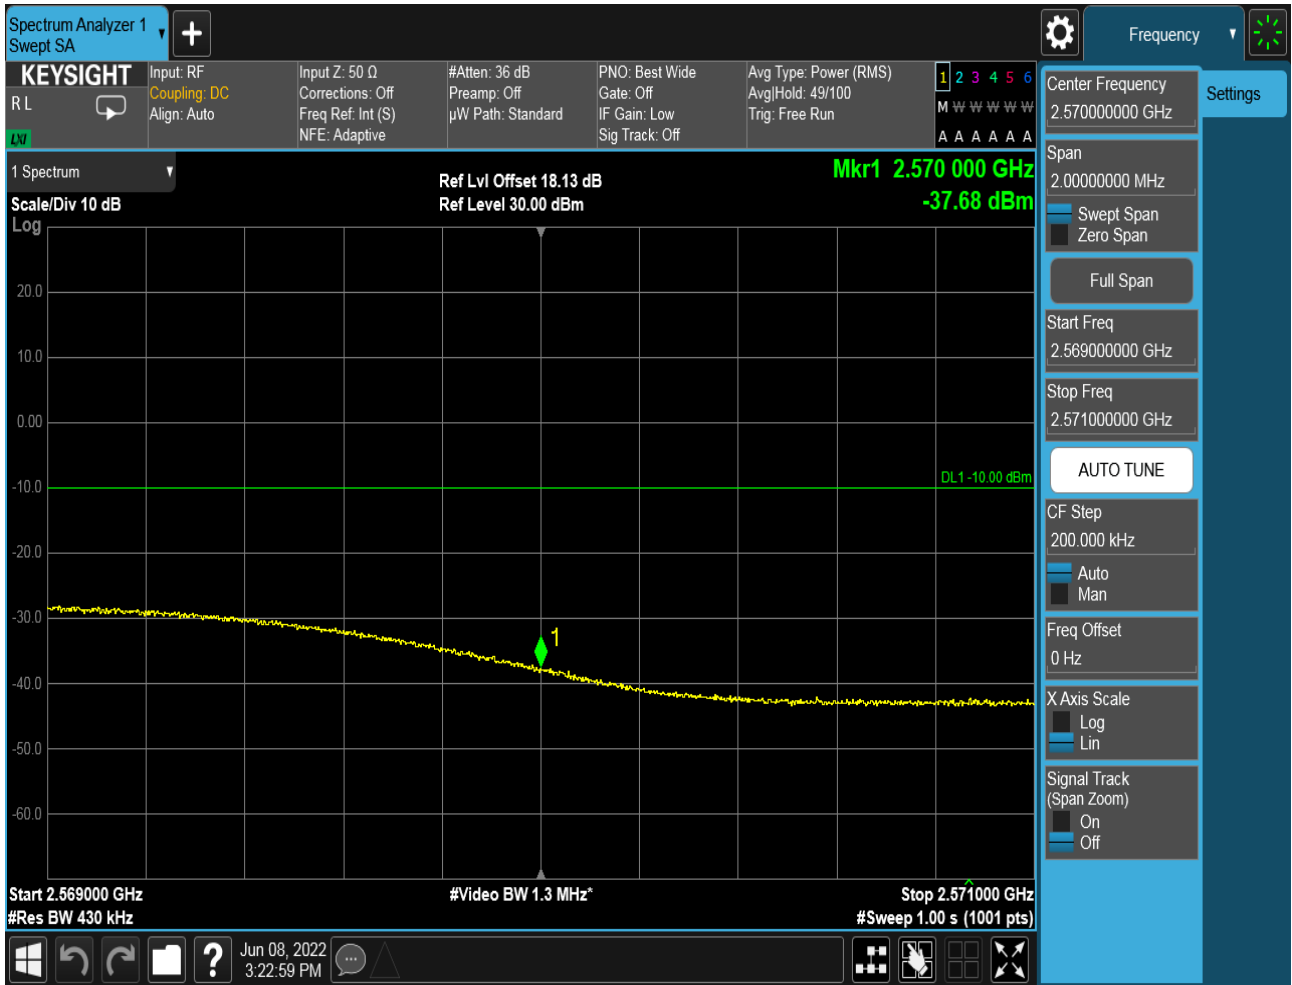 Spectrum Analyzer 1
Swept SA
Frequency
KEYSIGHT
R L
LXI
Input: RF
Coupling: DC
Align: Auto
Input Z: 50 Ω
Corrections: Off
Freq Ref: Int (S)
NFE: Adaptive
#Atten: 36 dB
Preamp: Off
µW Path: Standard
PNO: Best Wide
Gate: Off
IF Gain: Low
Sig Track: Off
Avg Type: Power (RMS)
Avg|Hold: 49/100
Trig: Free Run
1 2 3 4 5 6
M W W W W W
A A A A A A
1 Spectrum
Scale/Div 10 dB
Log
Ref Lvl Offset 18.13 dB
Ref Level 30.00 dBm
Mkr1 2.570 000 GHz
-37.68 dBm
20.0
10.0
0.00
-10.0
-20.0
-30.0
-40.0
-50.0
-60.0
DL1 -10.00 dBm
1
Start 2.569000 GHz
#Res BW 430 kHz
#Video BW 1.3 MHz*
Stop 2.571000 GHz
#Sweep 1.00 s (1001 pts)
Center Frequency
2.570000000 GHz
Settings
Span
2.00000000 MHz
Swept Span
Zero Span
Full Span
Start Freq
2.569000000 GHz
Stop Freq
2.571000000 GHz
AUTO TUNE
CF Step
200.000 kHz
Auto
Man
Freq Offset
0 Hz
X Axis Scale
Log
Lin
Signal Track
(Span Zoom)
On
Off
?
Jun 08, 2022
3:22:59 PM